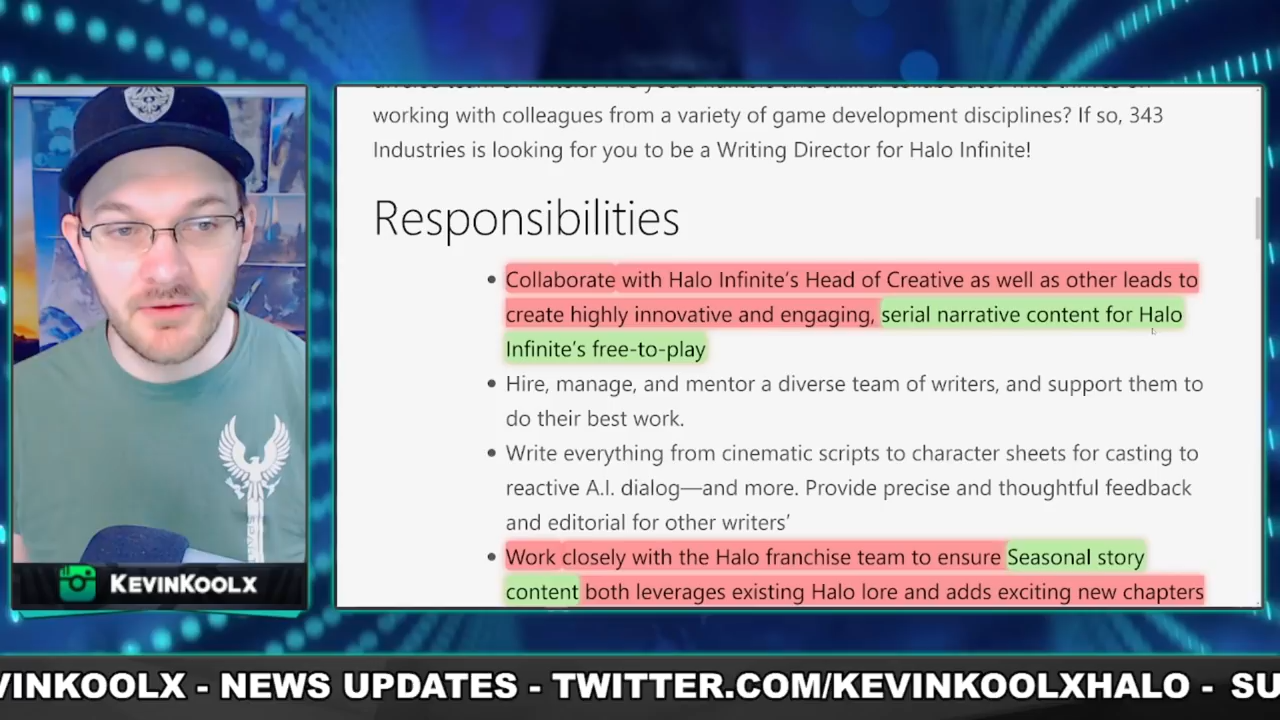 working with colleagues from a variety of game development disciplines? If so, 343
Industries is looking for you to be a Writing Director for Halo Infinite!
Responsibilities
• Collaborate with Halo Infinite's Head of Creative as well as other leads to
create highly innovative and engaging, serial narrative content for Halo
Infinite's free-to-play
• Hire, manage, and mentor a diverse team of writers, and support them to
do their best work.
• Write everything from cinematic scripts to character sheets for casting to
reactive A.I. dialog—and more. Provide precise and thoughtful feedback
and editorial for other writers'
• Work closely with the Halo franchise team to ensure Seasonal story
content both leverages existing Halo lore and adds exciting new chapters
KEVINKOOLX
VINKOOLX - NEWS UPDATES - TWITTER.COM/KEVINKOOLXHALO - SU